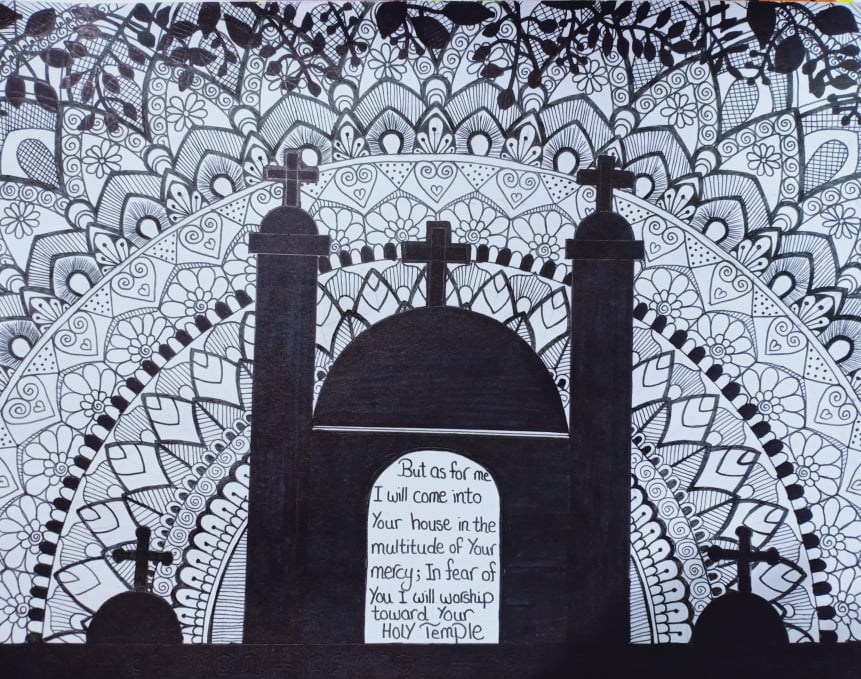 But as for me
I will come into
Your house in the
multitude of Your
mercy; In fear of
You I will worship
toward Your
HOLY Temple